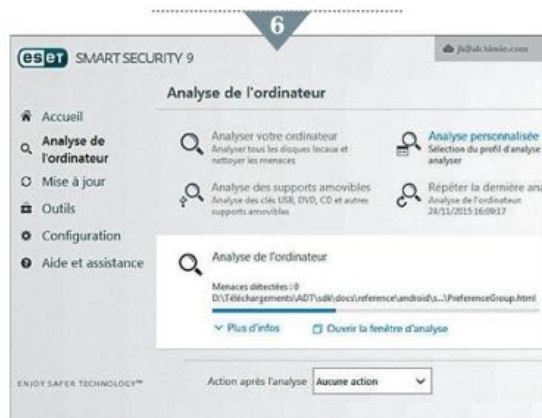 6
eset SMART SECURITY 9
Analyse de l'ordinateur
Accueil
Analyse de
l'ordinateur
Mise à jour
Outils
Configuration
Aide et assistance
ENJOY SAFER TECHNOLOGY™
Analyser votre ordinateur
Analyser tous les disques locaux et
nettoyer les menaces
Analyse personnalisée
Sélection du profil d'analyse
analyser
Analyse des supports amovibles
Analyse des clés USB, DVD, CD et autres
supports amovibles
Répéter la dernière ana
Analyse de l'ordinateur
24/11/2015 16:09:17
Analyse de l'ordinateur
Menaces détectées : 0
D:\Téléchargements\ADT\sdk\docs\reference\android\s...\PreferenceGroup.html
Plus d'infos
Ouvrir la fenêtre d'analyse
Action après l'analyse Aucune action